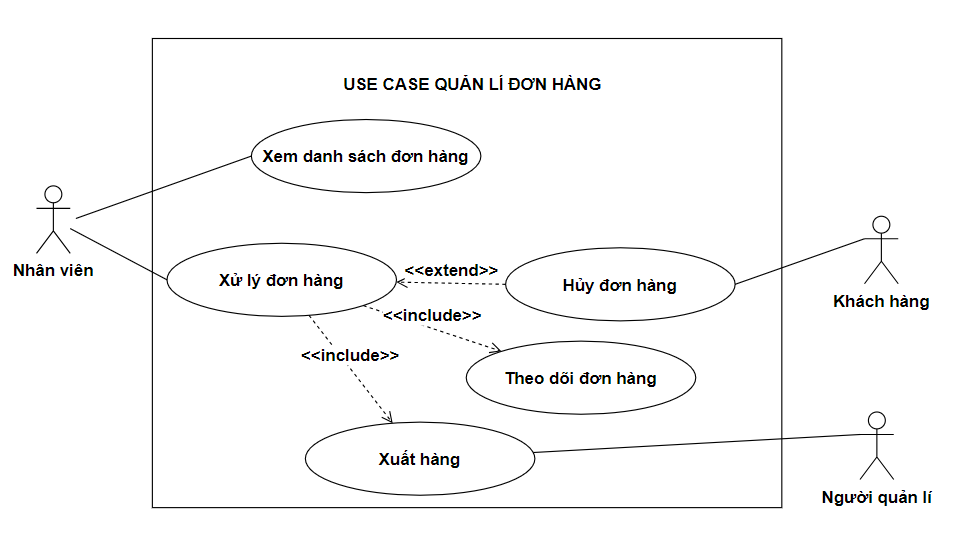 USE CASE QUẢN LÍ ĐƠN HÀNG
Xem danh sách đơn hàng
Nhân viên
Xử lý đơn hàng
<<extend>>
Hủy đơn hàng
Khách hàng
<<include>>
<<include>>
Theo dõi đơn hàng
Xuất hàng
Người quản lí